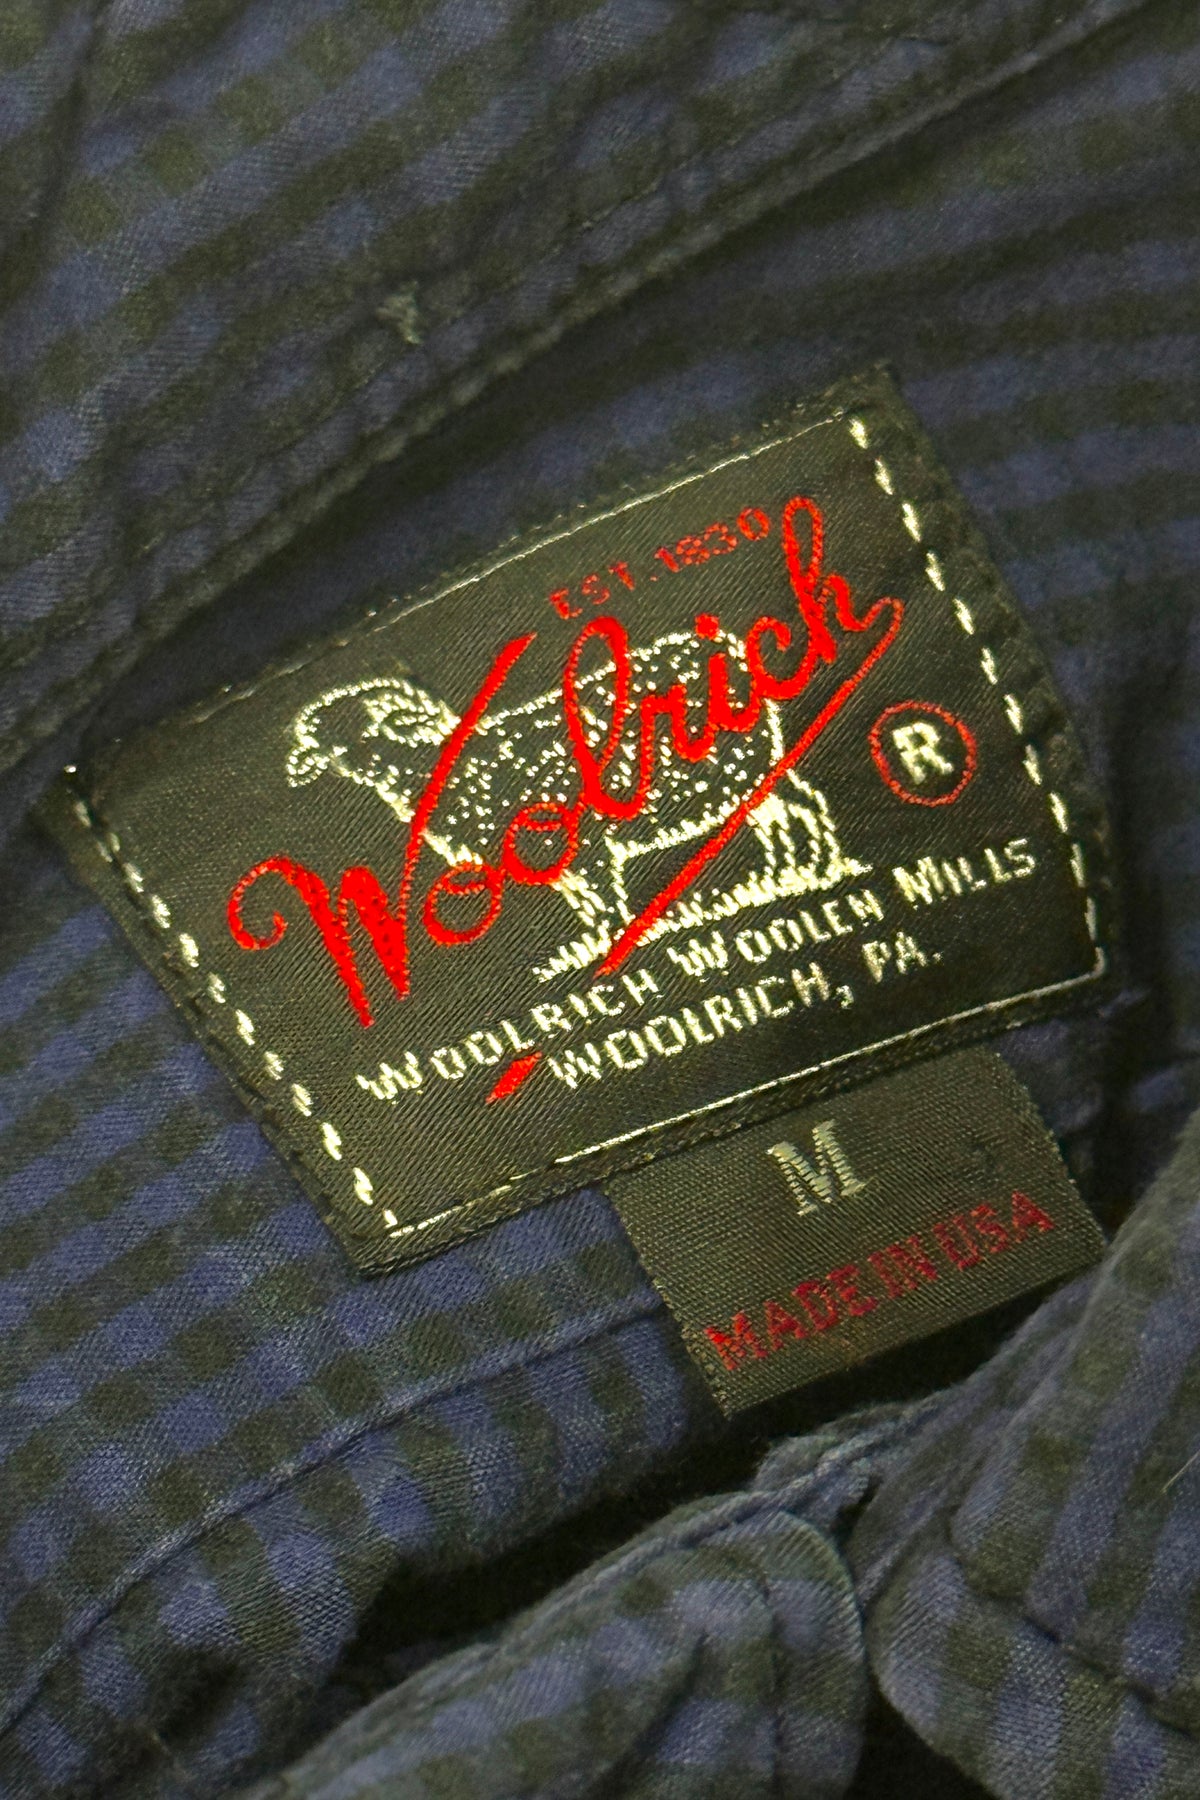 EST. 1830
Woolrich
®
WOOLRICH WOOLEN MILLS
WOOLRICH, PA.
M
MADE IN USA